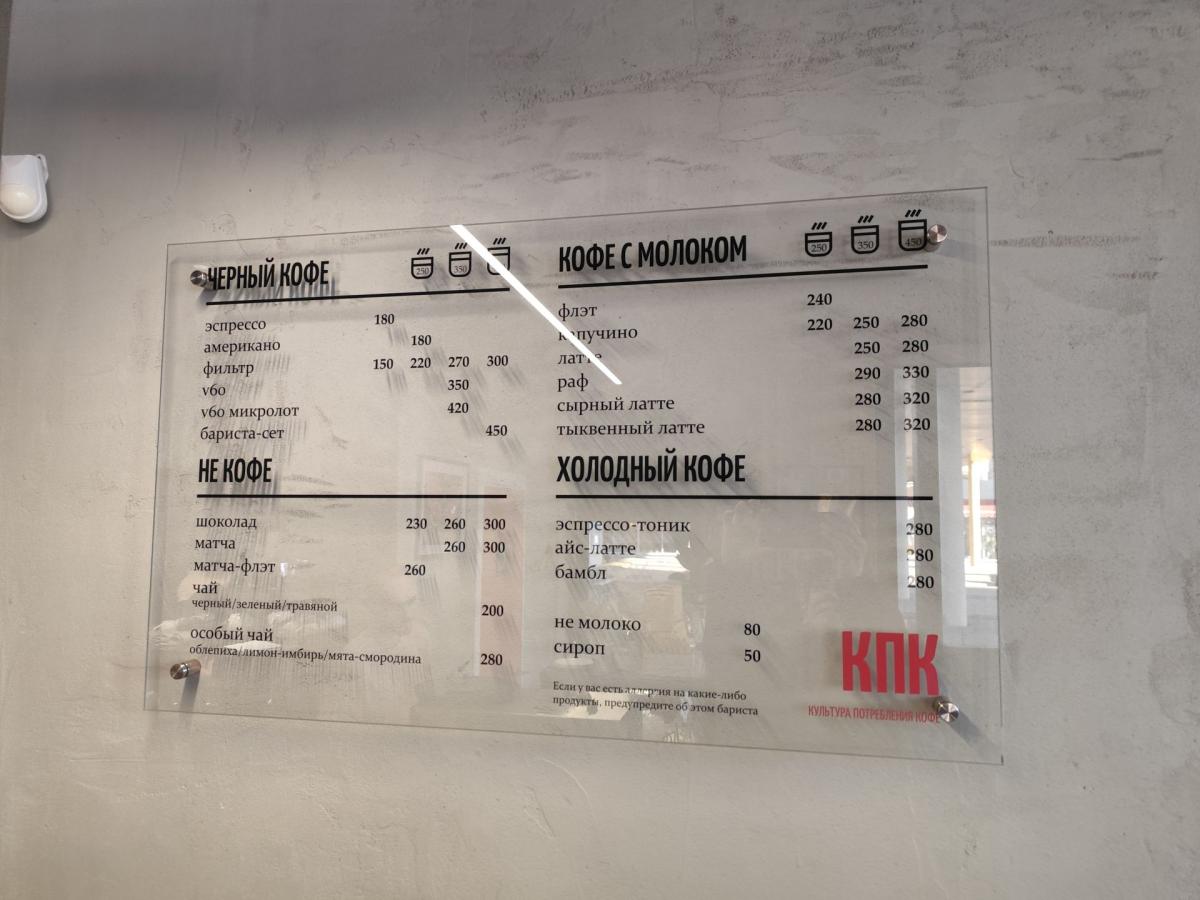 ЧЕРНЫЙ КОФЕ 250 350
эспрессо 180
американо 180
фильтр 150 220 270 300
v60 350
v60 микролот 420
бариста-сет 450
НЕ КОФЕ
шоколад 230 260 300
матча 260 300
матча-флэт 260
чай
черный/зеленый/травяной 200
особый чай
облепиха/лимон-имбирь/мята-смородина 280
КОФЕ С МОЛОКОМ 250 350 450
флэт 240
капучино 220 250 280
латте 250 280
раф 290 330
сырный латте 280 320
тыквенный латте 280 320
ХОЛОДНЫЙ КОФЕ
эспрессо-тоник 280
айс-латте 280
бамбл 280
не молоко 80
сироп 50
Если у вас есть аллергия на какие-либо
продукты, предупредите об этом бариста
КПК
КУЛЬТУРА ПОТРЕБЛЕНИЯ КОФЕ